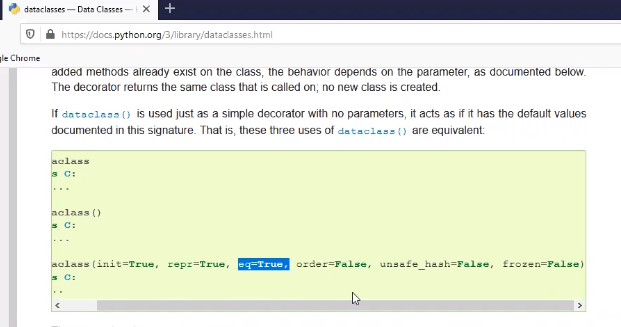 dataclasses — Data Classes —
https://docs.python.org/3/library/dataclasses.html
le Chrome
added methods already exist on the class, the behavior depends on the parameter, as documented below.
The decorator returns the same class that is called on; no new class is created.
If dataclass() is used just as a simple decorator with no parameters, it acts as if it has the default values
documented in this signature. That is, these three uses of dataclass() are equivalent:
aclass
s C:
...
aclass()
s C:
...
aclass(init=True, repr=True, eq=True, order=False, unsafe_hash=False, frozen=False)
s C:
..